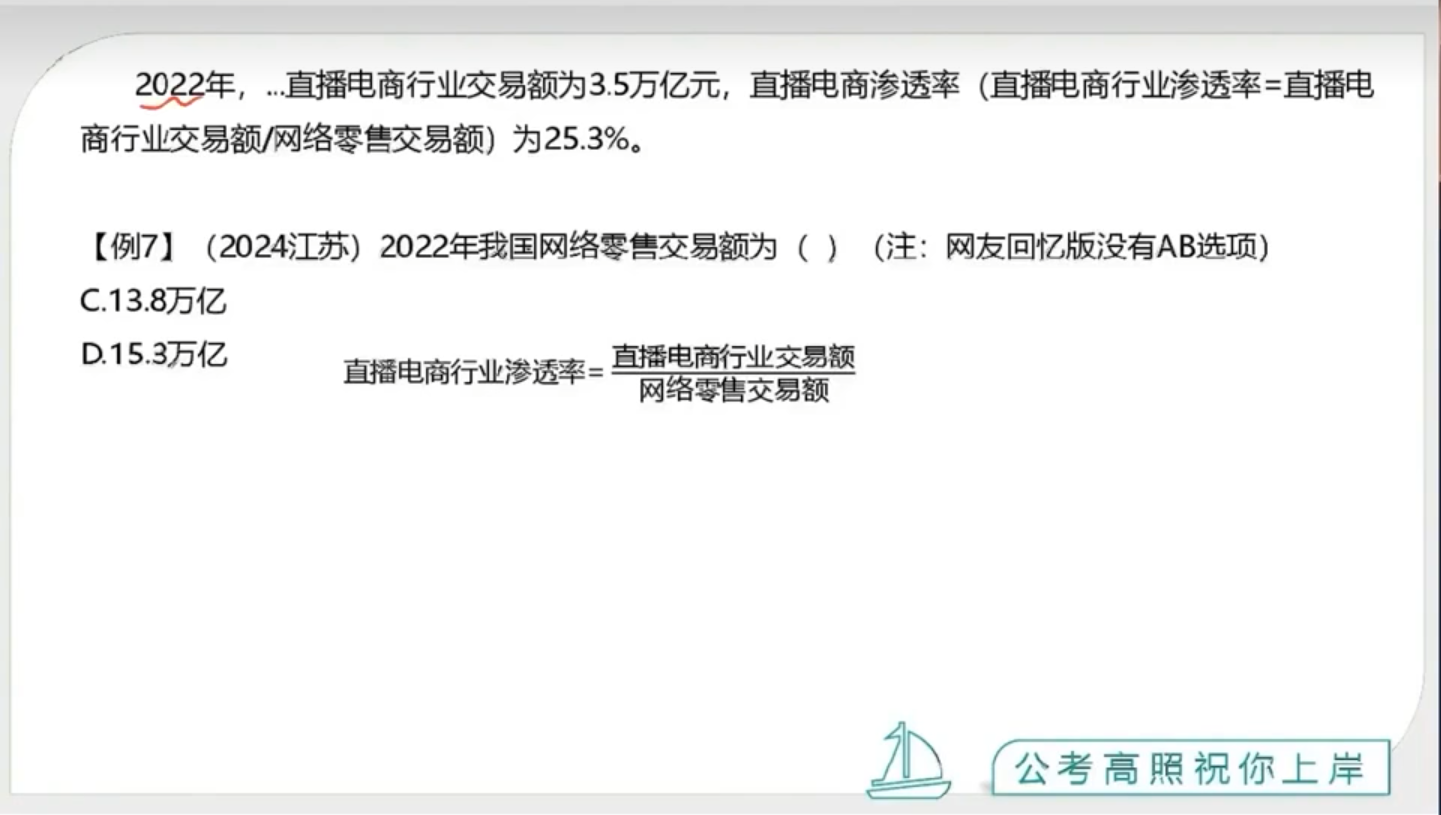 2022年，...直播电商行业交易额为3.5万亿元，直播电商渗透率（直播电商行业渗透率=直播电
商行业交易额/网络零售交易额）为25.3%。
【例7】（2024江苏）2022年我国网络零售交易额为（ ）（注：网友回忆版没有AB选项）
C.13.8万亿
D.15.3万亿
直播电商行业渗透率=直播电商行业交易额
网络零售交易额
公考高照祝你上岸